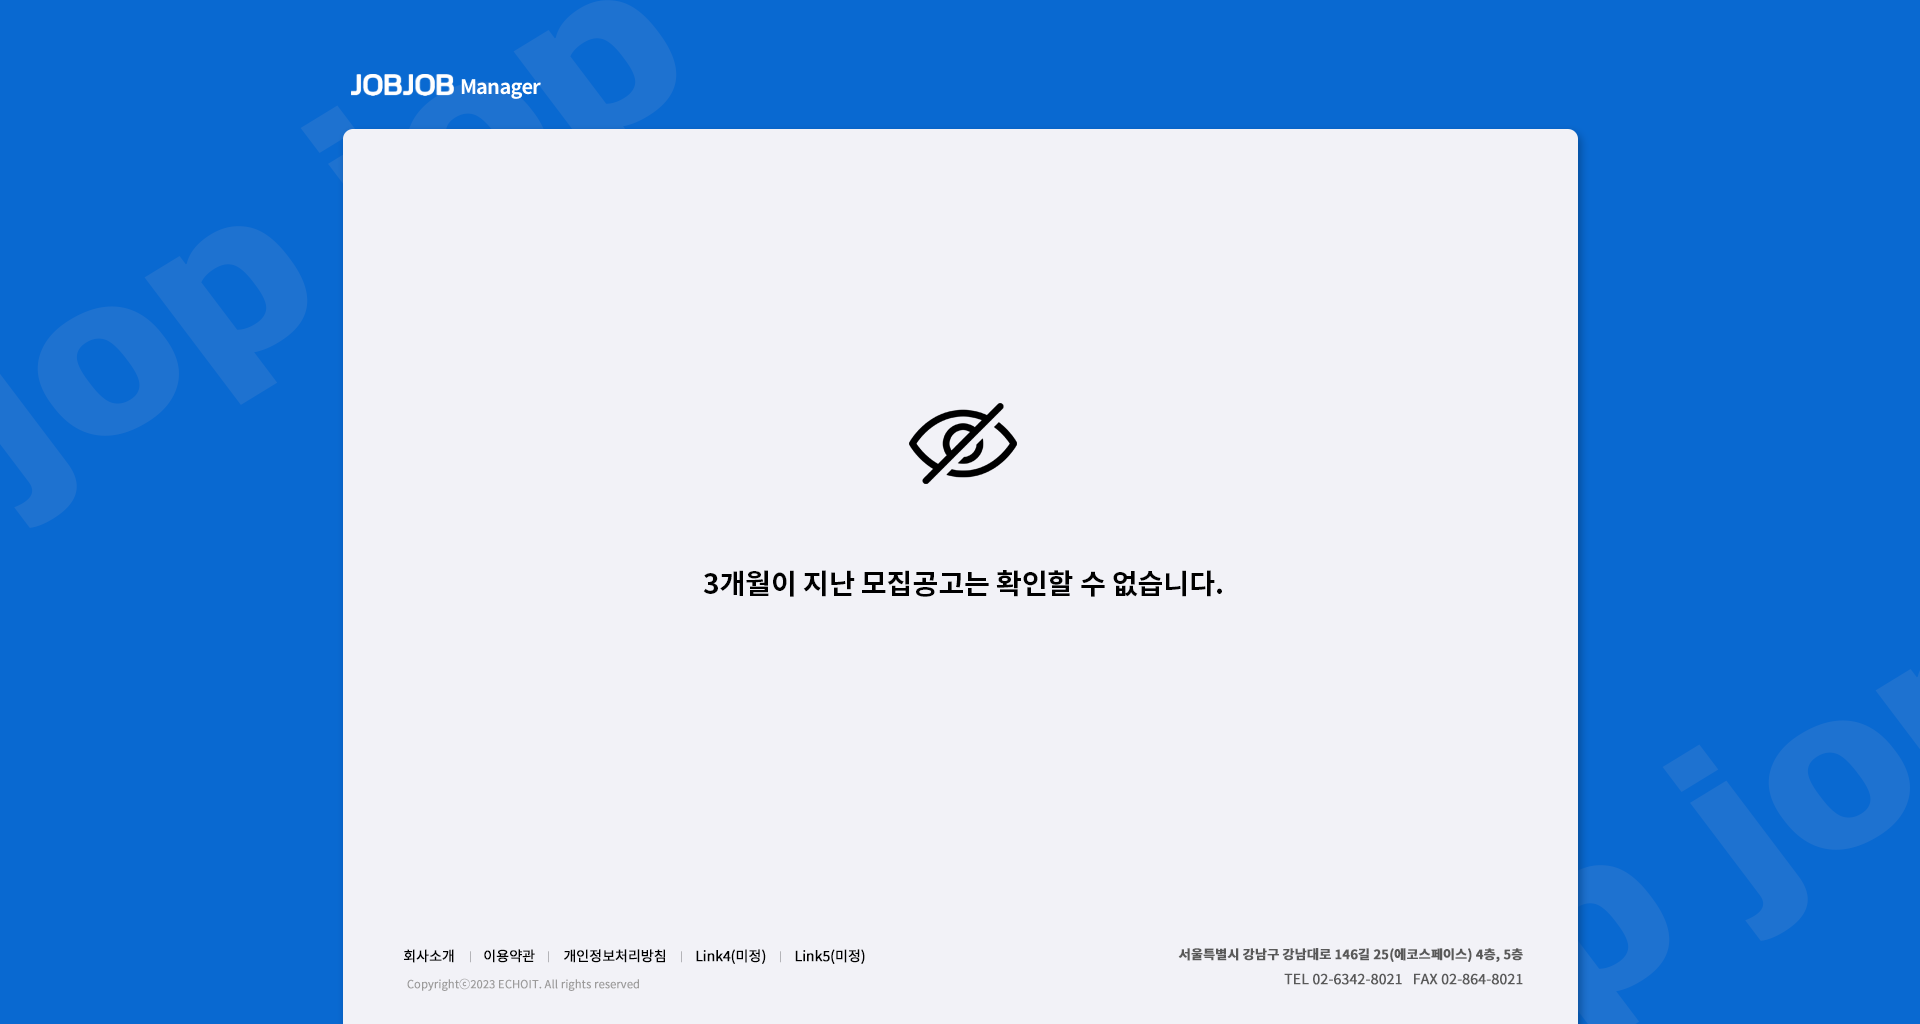 jop jop
JOBJOB Manager
3개월이 지난 모집공고는 확인할 수 없습니다.
회사소개 | 이용약관 | 개인정보처리방침 | Link4(미정) | Link5(미정)
Copyrightⓒ2023 ECHOIT. All rights reserved
서울특별시 강남구 강남대로 146길 25(에코스페이스) 4층, 5층
TEL 02-6342-8021 FAX 02-864-8021